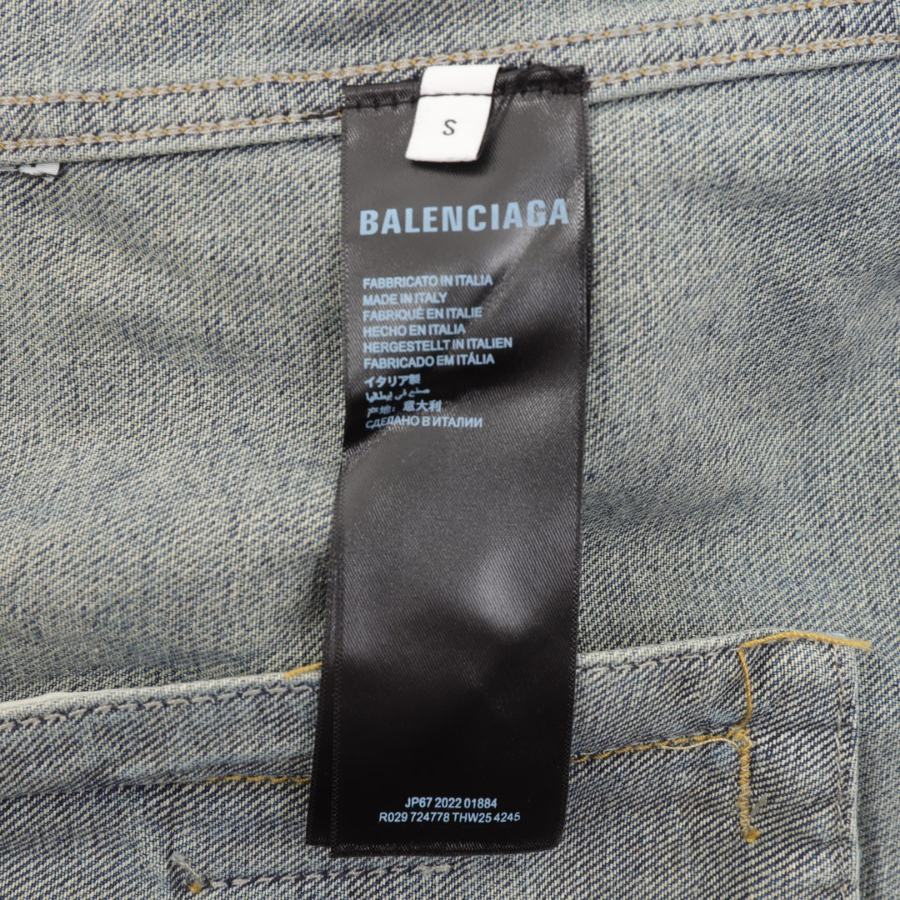 S
BALENCIAGA
FABBRICATO IN ITALIA
MADE IN ITALY
FABRIQUÉ EN ITALIE
HECHO EN ITALIA
HERGESTELLT IN ITALIEN
FABRICADO EM ITÁLIA
イタリア製
صنع في إيطاليا
产地：意大利
СДЕЛАНО В ИТАЛИИ
JP67 2022 01884
R029 724778 THW25 4245